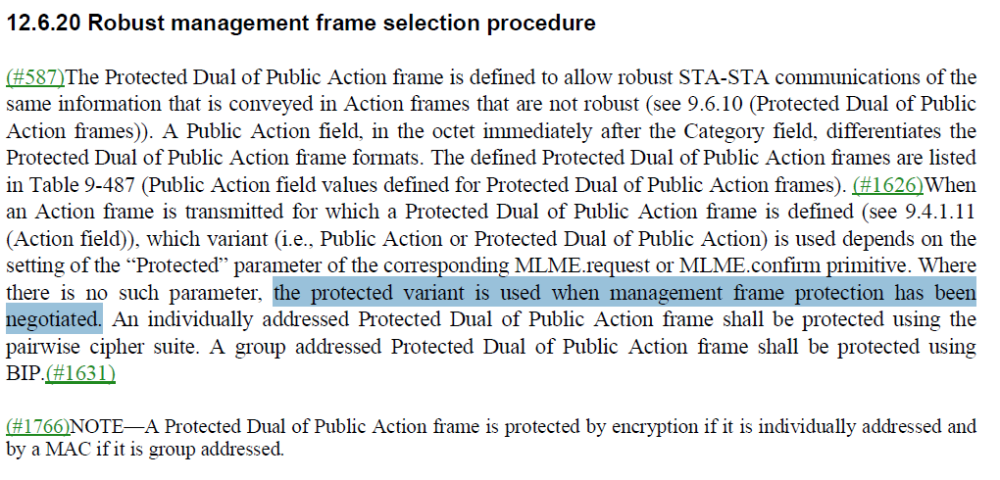 12.6.20 Robust management frame selection procedure
(#587)The Protected Dual of Public Action frame is defined to allow robust STA-STA communications of the
same information that is conveyed in Action frames that are not robust (see 9.6.10 (Protected Dual of Public
Action frames)). A Public Action field, in the octet immediately after the Category field, differentiates the
Protected Dual of Public Action frame formats. The defined Protected Dual of Public Action frames are listed
in Table 9-487 (Public Action field values defined for Protected Dual of Public Action frames). (#1626)When
an Action frame is transmitted for which a Protected Dual of Public Action frame is defined (see 9.4.1.11
(Action field)), which variant (i.e., Public Action or Protected Dual of Public Action) is used depends on the
setting of the “Protected” parameter of the corresponding MLME.request or MLME.confirm primitive. Where
there is no such parameter, the protected variant is used when management frame protection has been
negotiated. An individually addressed Protected Dual of Public Action frame shall be protected using the
pairwise cipher suite. A group addressed Protected Dual of Public Action frame shall be protected using
BIP.(#1631)
(#1766)NOTE—A Protected Dual of Public Action frame is protected by encryption if it is individually addressed and
by a MAC if it is group addressed.